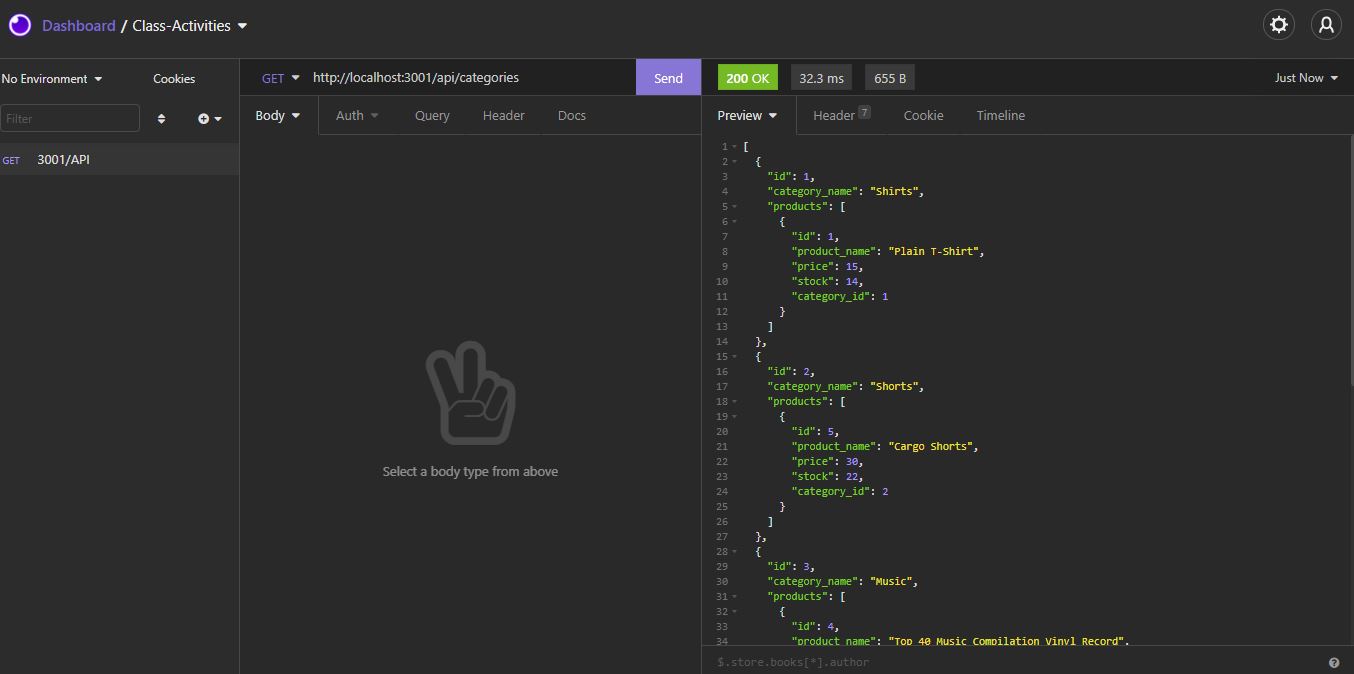 Dashboard / Class-Activities
No Environment Cookies
Filter
GET 3001/API
GET http://localhost:3001/api/categories Send
Body Auth Query Header Docs
Select a body type from above
200 OK 32.3 ms 655 B Just Now
Preview Header 7 Cookie Timeline
1 [
2 {
3 "id": 1,
4 "category_name": "Shirts",
5 "products": [
6 {
7 "id": 1,
8 "product_name": "Plain T-Shirt",
9 "price": 15,
10 "stock": 14,
11 "category_id": 1
12 }
13 ]
14 },
15 {
16 "id": 2,
17 "category_name": "Shorts",
18 "products": [
19 {
20 "id": 5,
21 "product_name": "Cargo Shorts",
22 "price": 30,
23 "stock": 22,
24 "category_id": 2
25 }
26 ]
27 },
28 {
29 "id": 3,
30 "category_name": "Music",
31 "products": [
32 {
33 "id": 4,
34 "product_name": "Top 40 Music Compilation Vinyl Record",
$.store.books[*].author